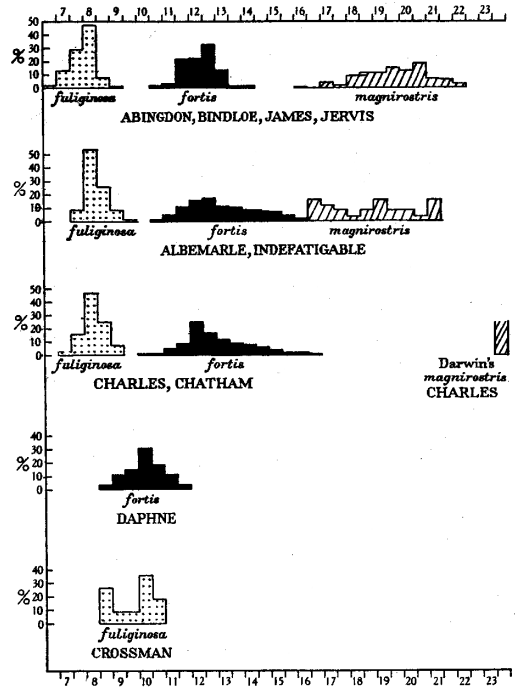 7 8 9 10 11 12 13 14 15 16 17 18 19 20 21 22 23
% 50 40 30 20 10 0
fuliginosa fortis magnirostris
ABINGDON, BINDLOE, JAMES, JERVIS
% 50 40 30 20 10 0
fuliginosa fortis magnirostris
ALBEMARLE, INDEFATIGABLE
% 50 40 30 20 10 0
fuliginosa fortis Darwin's
magnirostris
CHARLES, CHATHAM CHARLES
% 40 30 20 10 0
fortis
DAPHNE
% 40 30 20 10 0
fuliginosa
CROSSMAN
7 8 9 10 11 12 13 14 15 16 17 18 19 20 21 22 23